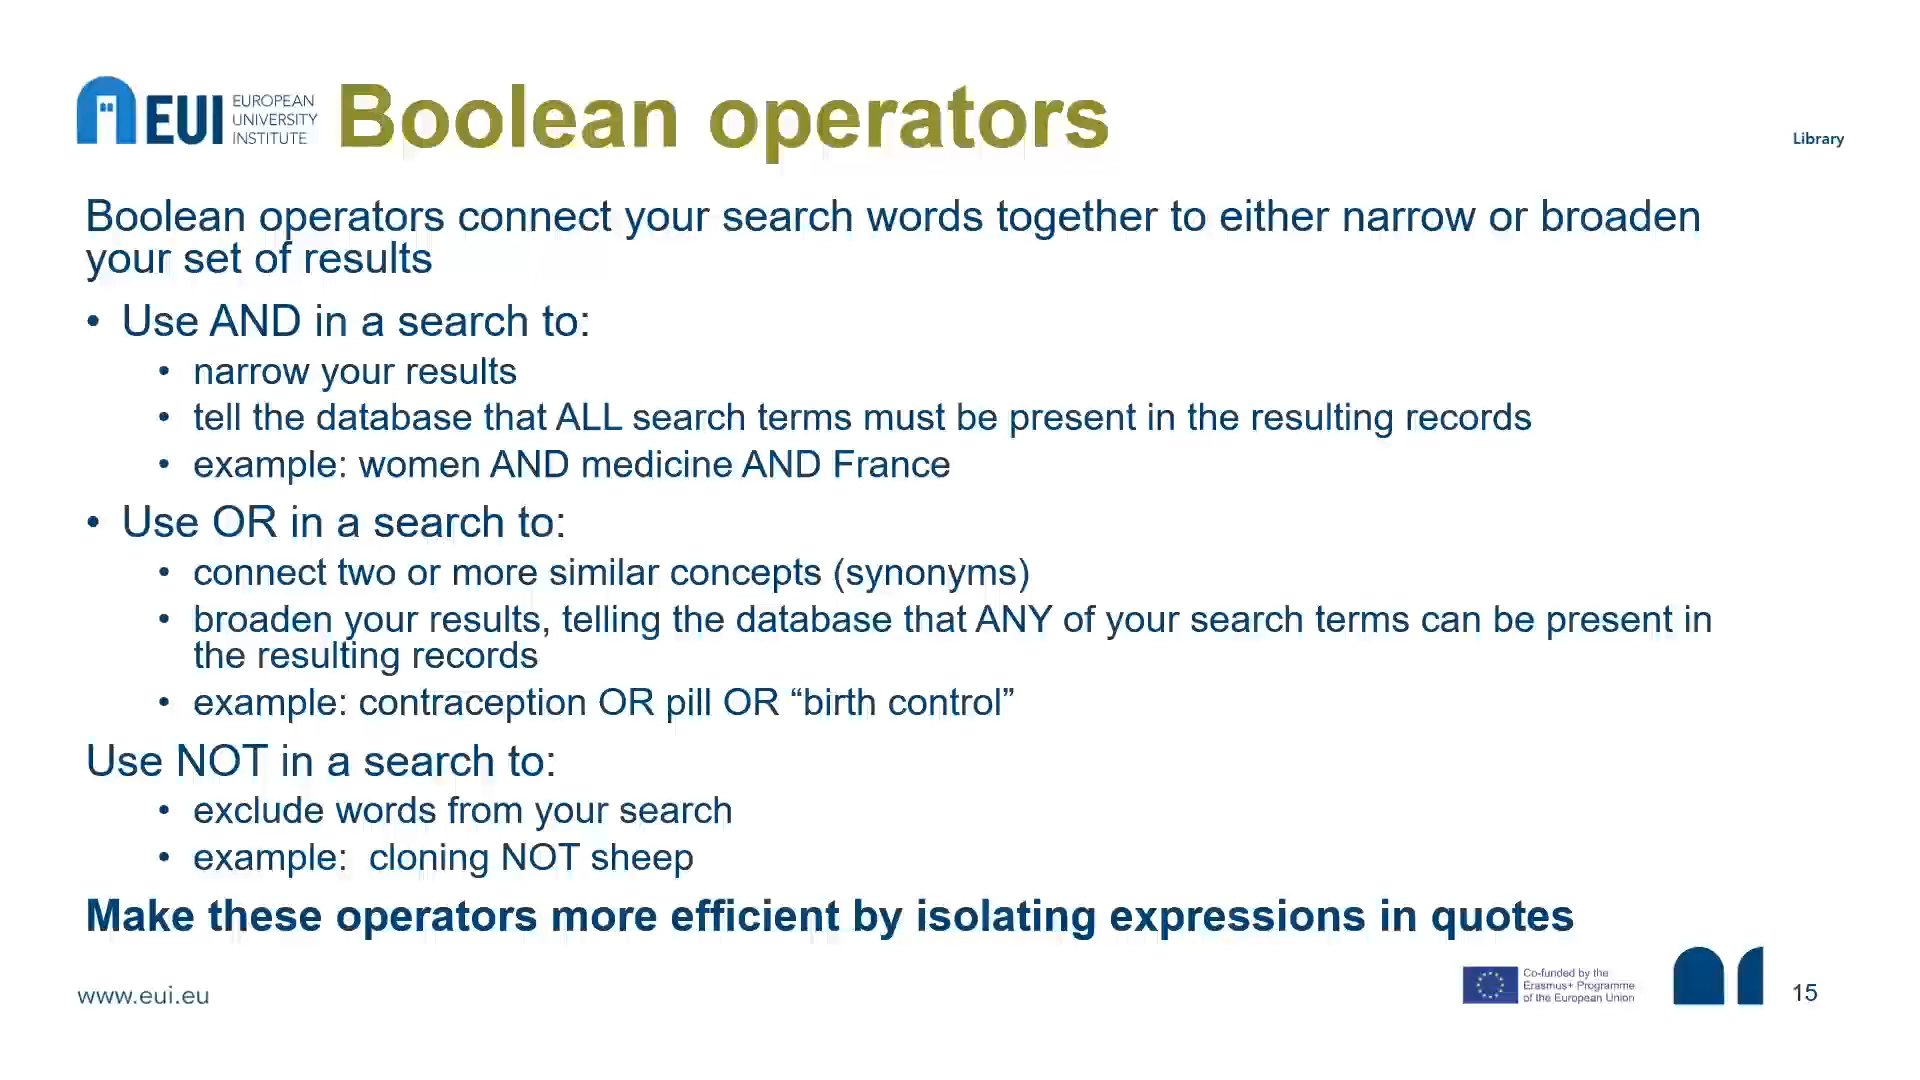 EUI EUROPEAN UNIVERSITY INSTITUTE
Boolean operators
Library
Boolean operators connect your search words together to either narrow or broaden
your set of results
• Use AND in a search to:
• narrow your results
• tell the database that ALL search terms must be present in the resulting records
• example: women AND medicine AND France
• Use OR in a search to:
• connect two or more similar concepts (synonyms)
• broaden your results, telling the database that ANY of your search terms can be present in
the resulting records
• example: contraception OR pill OR “birth control”
Use NOT in a search to:
• exclude words from your search
• example:  cloning NOT sheep
Make these operators more efficient by isolating expressions in quotes
www.eui.eu
Co-funded by the
Erasmus+ Programme
of the European Union
15